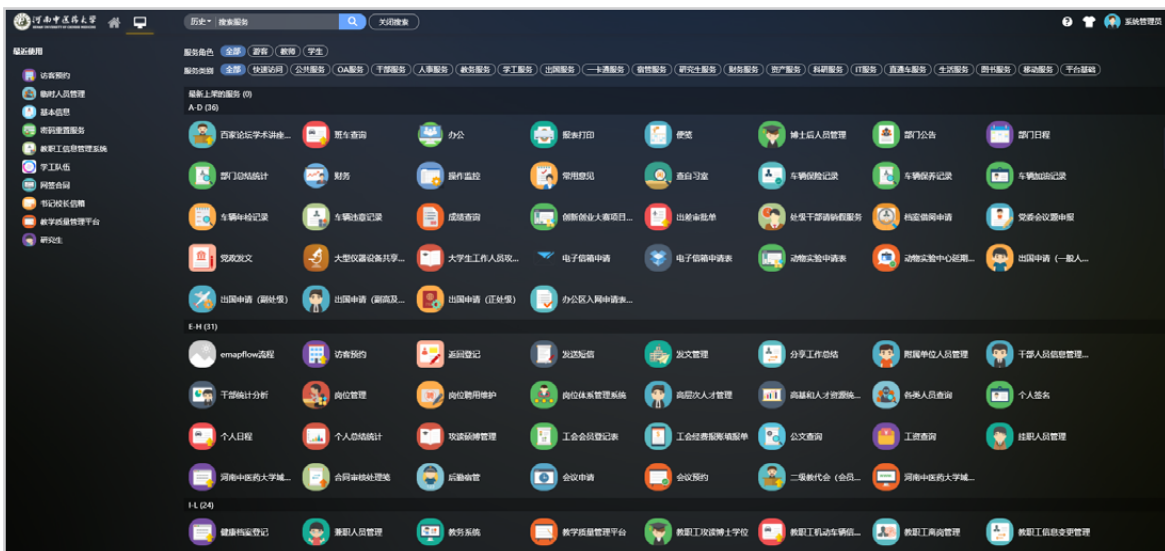 河南中医药大学
历史 搜索服务 关闭搜索
系统管理员
最近使用
访客预约
临时人员管理
基本信息
密码重置服务
教职工信息管理系统
学工队伍
网签合同
书记校长信箱
教学质量管理平台
研究生
服务角色 全部 游客 教师 学生
服务类别 全部 快速访问 公共服务 OA服务 干部服务 人事服务 教务服务 学工服务 出国服务 一卡通服务 宿管服务 研究生服务 财务服务 资产服务 科研服务 IT服务 直通车服务 生活服务 图书服务 移动服务 平台基础
最新上架的服务 (0)
A-D (36)
百家论坛学术讲座... 班车查询 办公 报表打印 便笺 博士后人员管理 部门公告 部门日程
部门总结统计 财务 操作监控 常用意见 查自习室 车辆保险记录 车辆保养记录 车辆加油记录
车辆年检记录 车辆违章记录 成绩查询 创新创业大赛项目... 出差审批单 处级干部请销假服务 档案借阅申请 党委会议题申报
党政发文 大型仪器设备共享... 大学生工作人员攻... 电子信箱申请 电子信箱申请表 动物实验申请表 动物实验中心延期... 出国申请 (一般人...
出国申请 (副处级) 出国申请 (副高及... 出国申请 (正处级) 办公区入网申请表...
E-H (31)
emapflow流程 访客预约 返回登记 发送短信 发文管理 分享工作总结 附属单位人员管理 干部人员信息管理...
干部统计分析 岗位管理 岗位聘用维护 岗位体系管理系统 高层次人才管理 高基和人才资源统... 各类人员查询 个人签名
个人日程 个人总结统计 攻读硕博管理 工会会员登记表 工会经费报账填报单 公文查询 工资查询 挂职人员管理
河南中医药大学城... 合同审核处理笺 后勤宿管 会议申请 会议预约 二级教代会 (会员... 河南中医药大学城...
I-L (24)
健康档案登记 兼职人员管理 教务系统 教学质量管理平台 教职工攻读博士学位 教职工机动车辆信... 教职工离岗管理 教职工信息变更管理